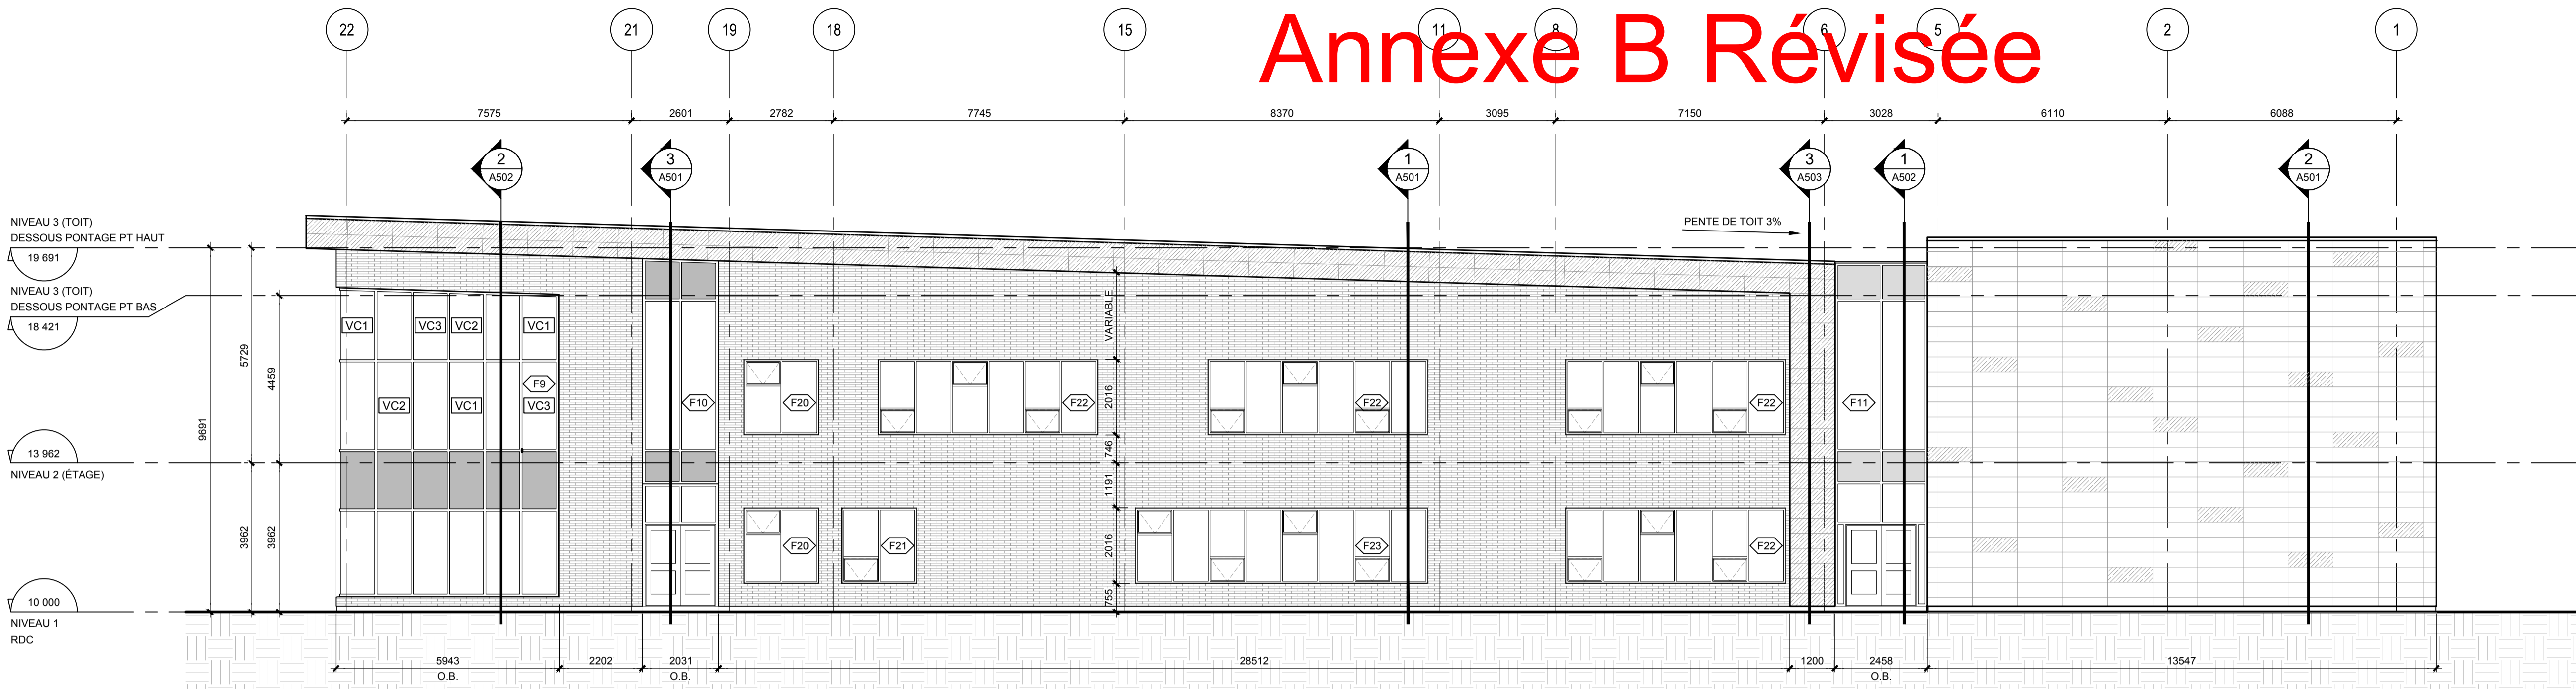 Annexe B Révisée
22 21 19 18 15 11 8 6 5 2 1
7575 2601 2782 7745 8370 3095 7150 3028 6110 6088
2 3 1 3 1 2
A502 A501 A501 A503 A502 A501
PENTE DE TOIT 3%
NIVEAU 3 (TOIT)
DESSOUS PONTAGE PT HAUT
19 691
NIVEAU 3 (TOIT)
DESSOUS PONTAGE PT BAS
18 421
VC1 VC3 VC2 VC1
VARIABLE
5729
4459
F9
VC2 VC1 VC3
F10 F20 F22 F22 F22 F11
2016
9691
746
13 962
NIVEAU 2 (ÉTAGE)
1191
3962
3962
F20 F21 F23 F22
2016
755
10 000
NIVEAU 1
RDC
5943 2202 2031 28512 1200 2458 13547
O.B. O.B. O.B.